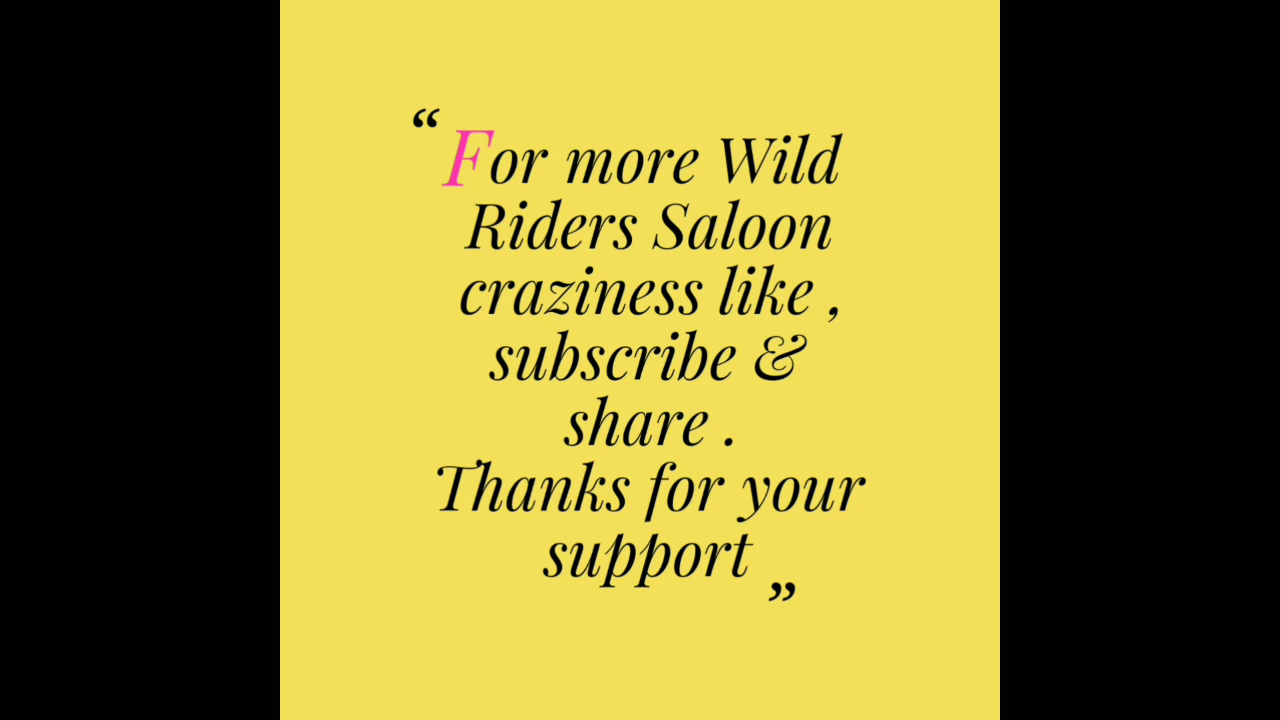 “For more Wild
Riders Saloon
craziness like ,
subscribe &
share .
Thanks for your
support”